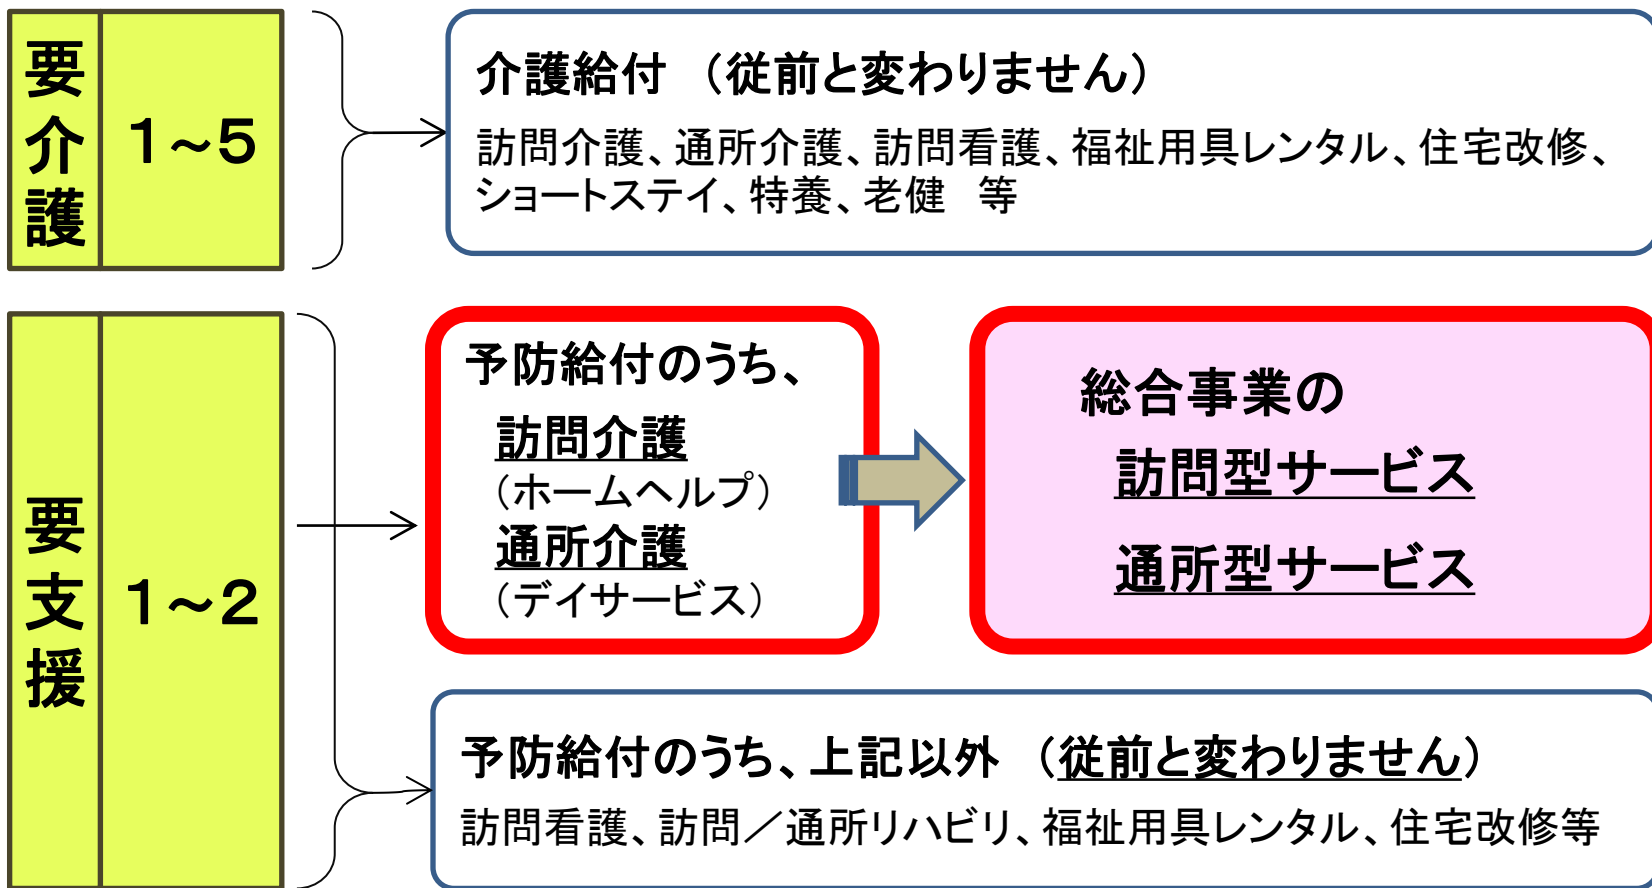 要介護
1～5
介護給付　（従前と変わりません）
訪問介護、通所介護、訪問看護、福祉用具レンタル、住宅改修、
ショートステイ、特養、老健　等
要支援
1～2
予防給付のうち、
訪問介護
（ホームヘルプ）
通所介護
（デイサービス）
総合事業の
訪問型サービス
通所型サービス
予防給付のうち、上記以外　（従前と変わりません）
訪問看護、訪問／通所リハビリ、福祉用具レンタル、住宅改修等